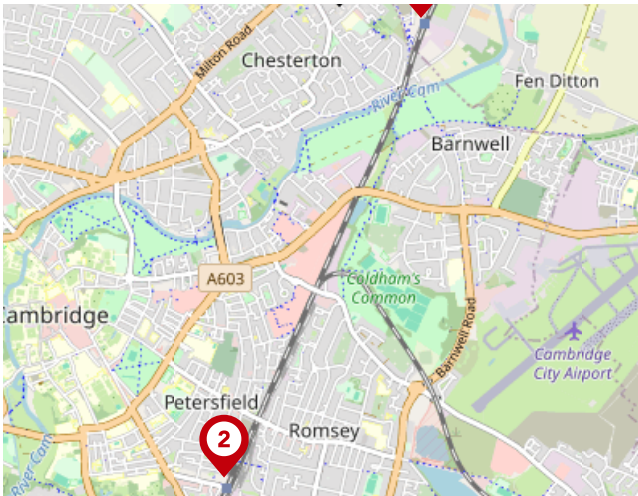 Milton Road
Chesterton
Fen Ditton
River Cam
Barnwell
A603
Coldham's
Common
Cambridge
Barnwell Road
Cambridge
City Airport
Petersfield
2
Romsey
River Cam